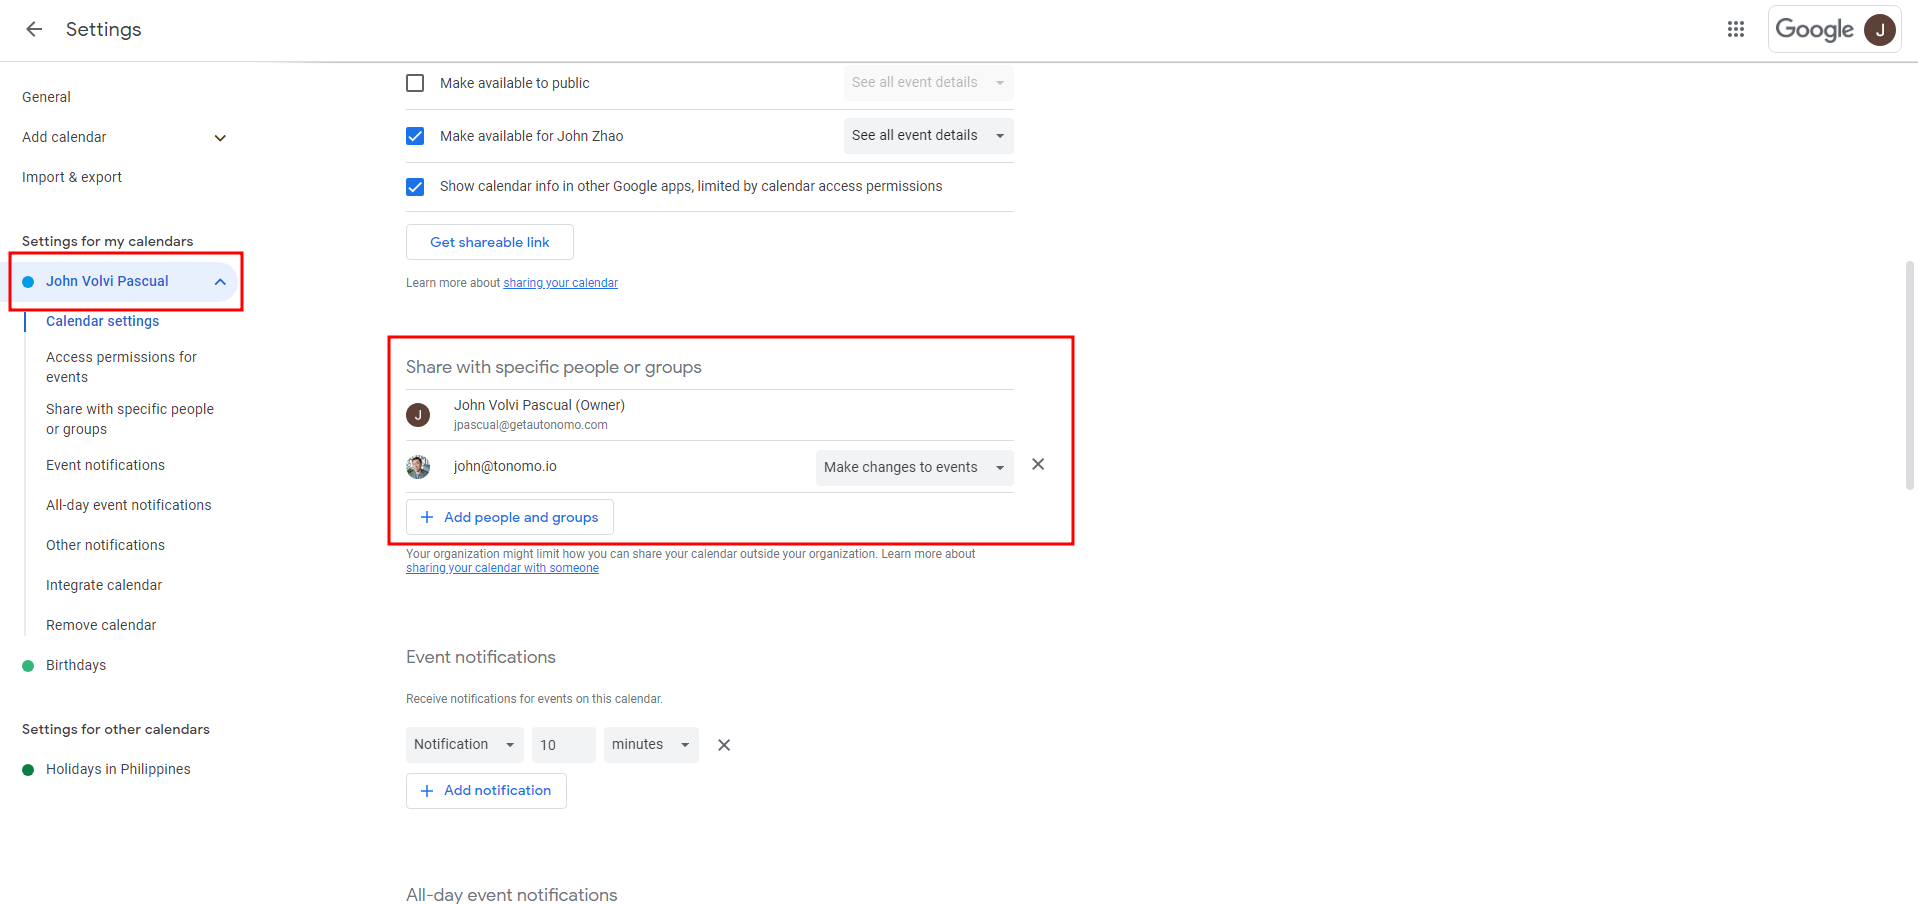 Settings
Google
J
General
Add calendar
Import & export
Settings for my calendars
John Volvi Pascual
Calendar settings
Access permissions for
events
Share with specific people
or groups
Event notifications
All-day event notifications
Other notifications
Integrate calendar
Remove calendar
Birthdays
Settings for other calendars
Holidays in Philippines
Make available to public
See all event details
Make available for John Zhao
See all event details
Show calendar info in other Google apps, limited by calendar access permissions
Get shareable link
Learn more about sharing your calendar
Share with specific people or groups
J
John Volvi Pascual (Owner)
jpascual@getautonomo.com
john@tonomo.io
Make changes to events
+ Add people and groups
Your organization might limit how you can share your calendar outside your organization. Learn more about
sharing your calendar with someone
Event notifications
Receive notifications for events on this calendar.
Notification 10 minutes
+ Add notification
All-day event notifications